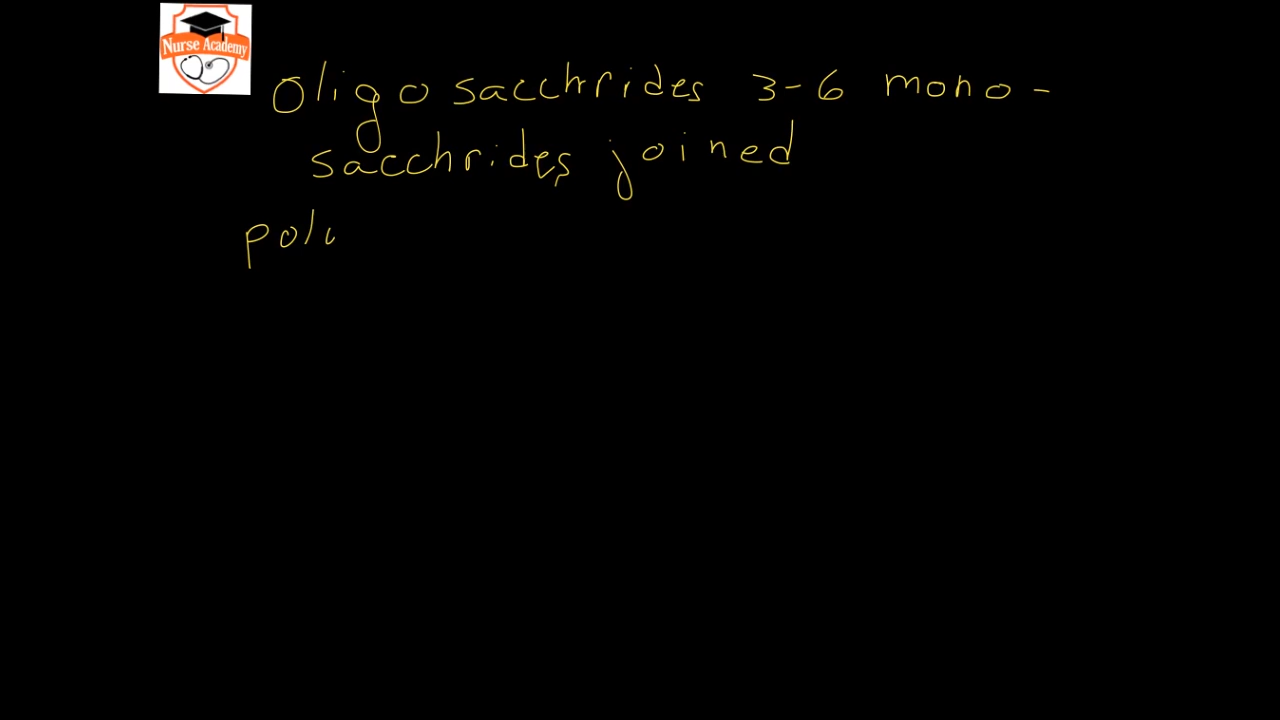 Nurse Academy
Oligosacchrides 3-6 mono-
sacchrides joined
pol